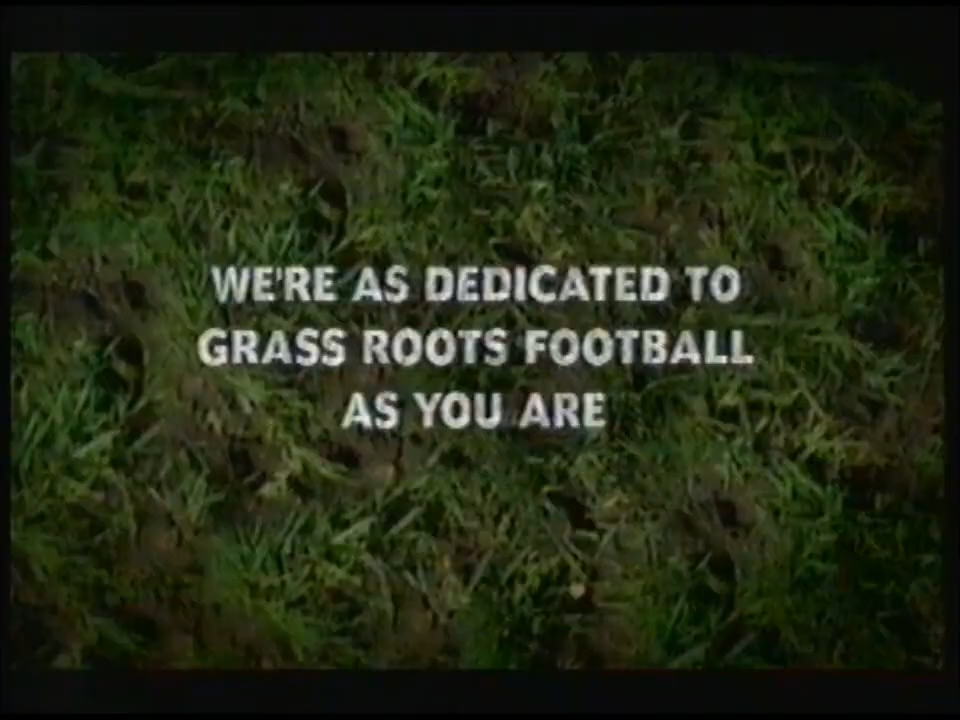 WE'RE AS DEDICATED TO
GRASS ROOTS FOOTBALL
AS YOU ARE